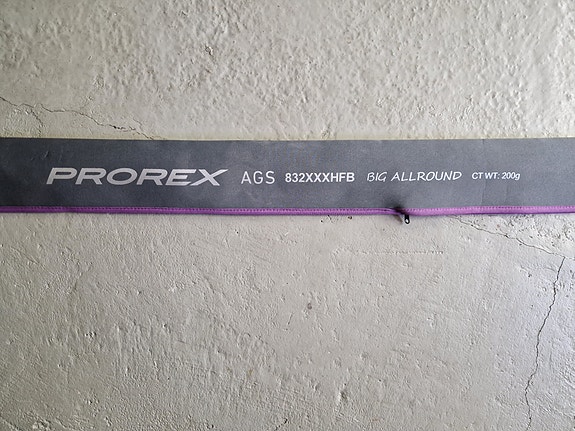 PROREX AGS 832XXXHFB BIG ALLROUND CT WT: 200g